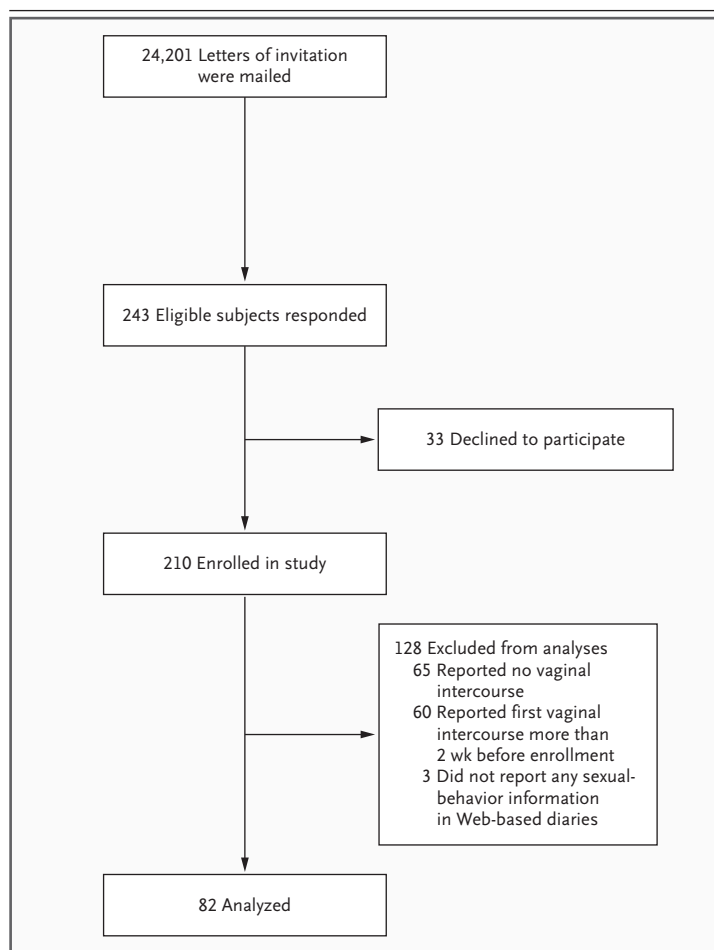 24,201 Letters of invitation
were mailed
243 Eligible subjects responded
33 Declined to participate
210 Enrolled in study
128 Excluded from analyses
65 Reported no vaginal
intercourse
60 Reported first vaginal
intercourse more than
2 wk before enrollment
3 Did not report any sexual-
behavior information
in Web-based diaries
82 Analyzed